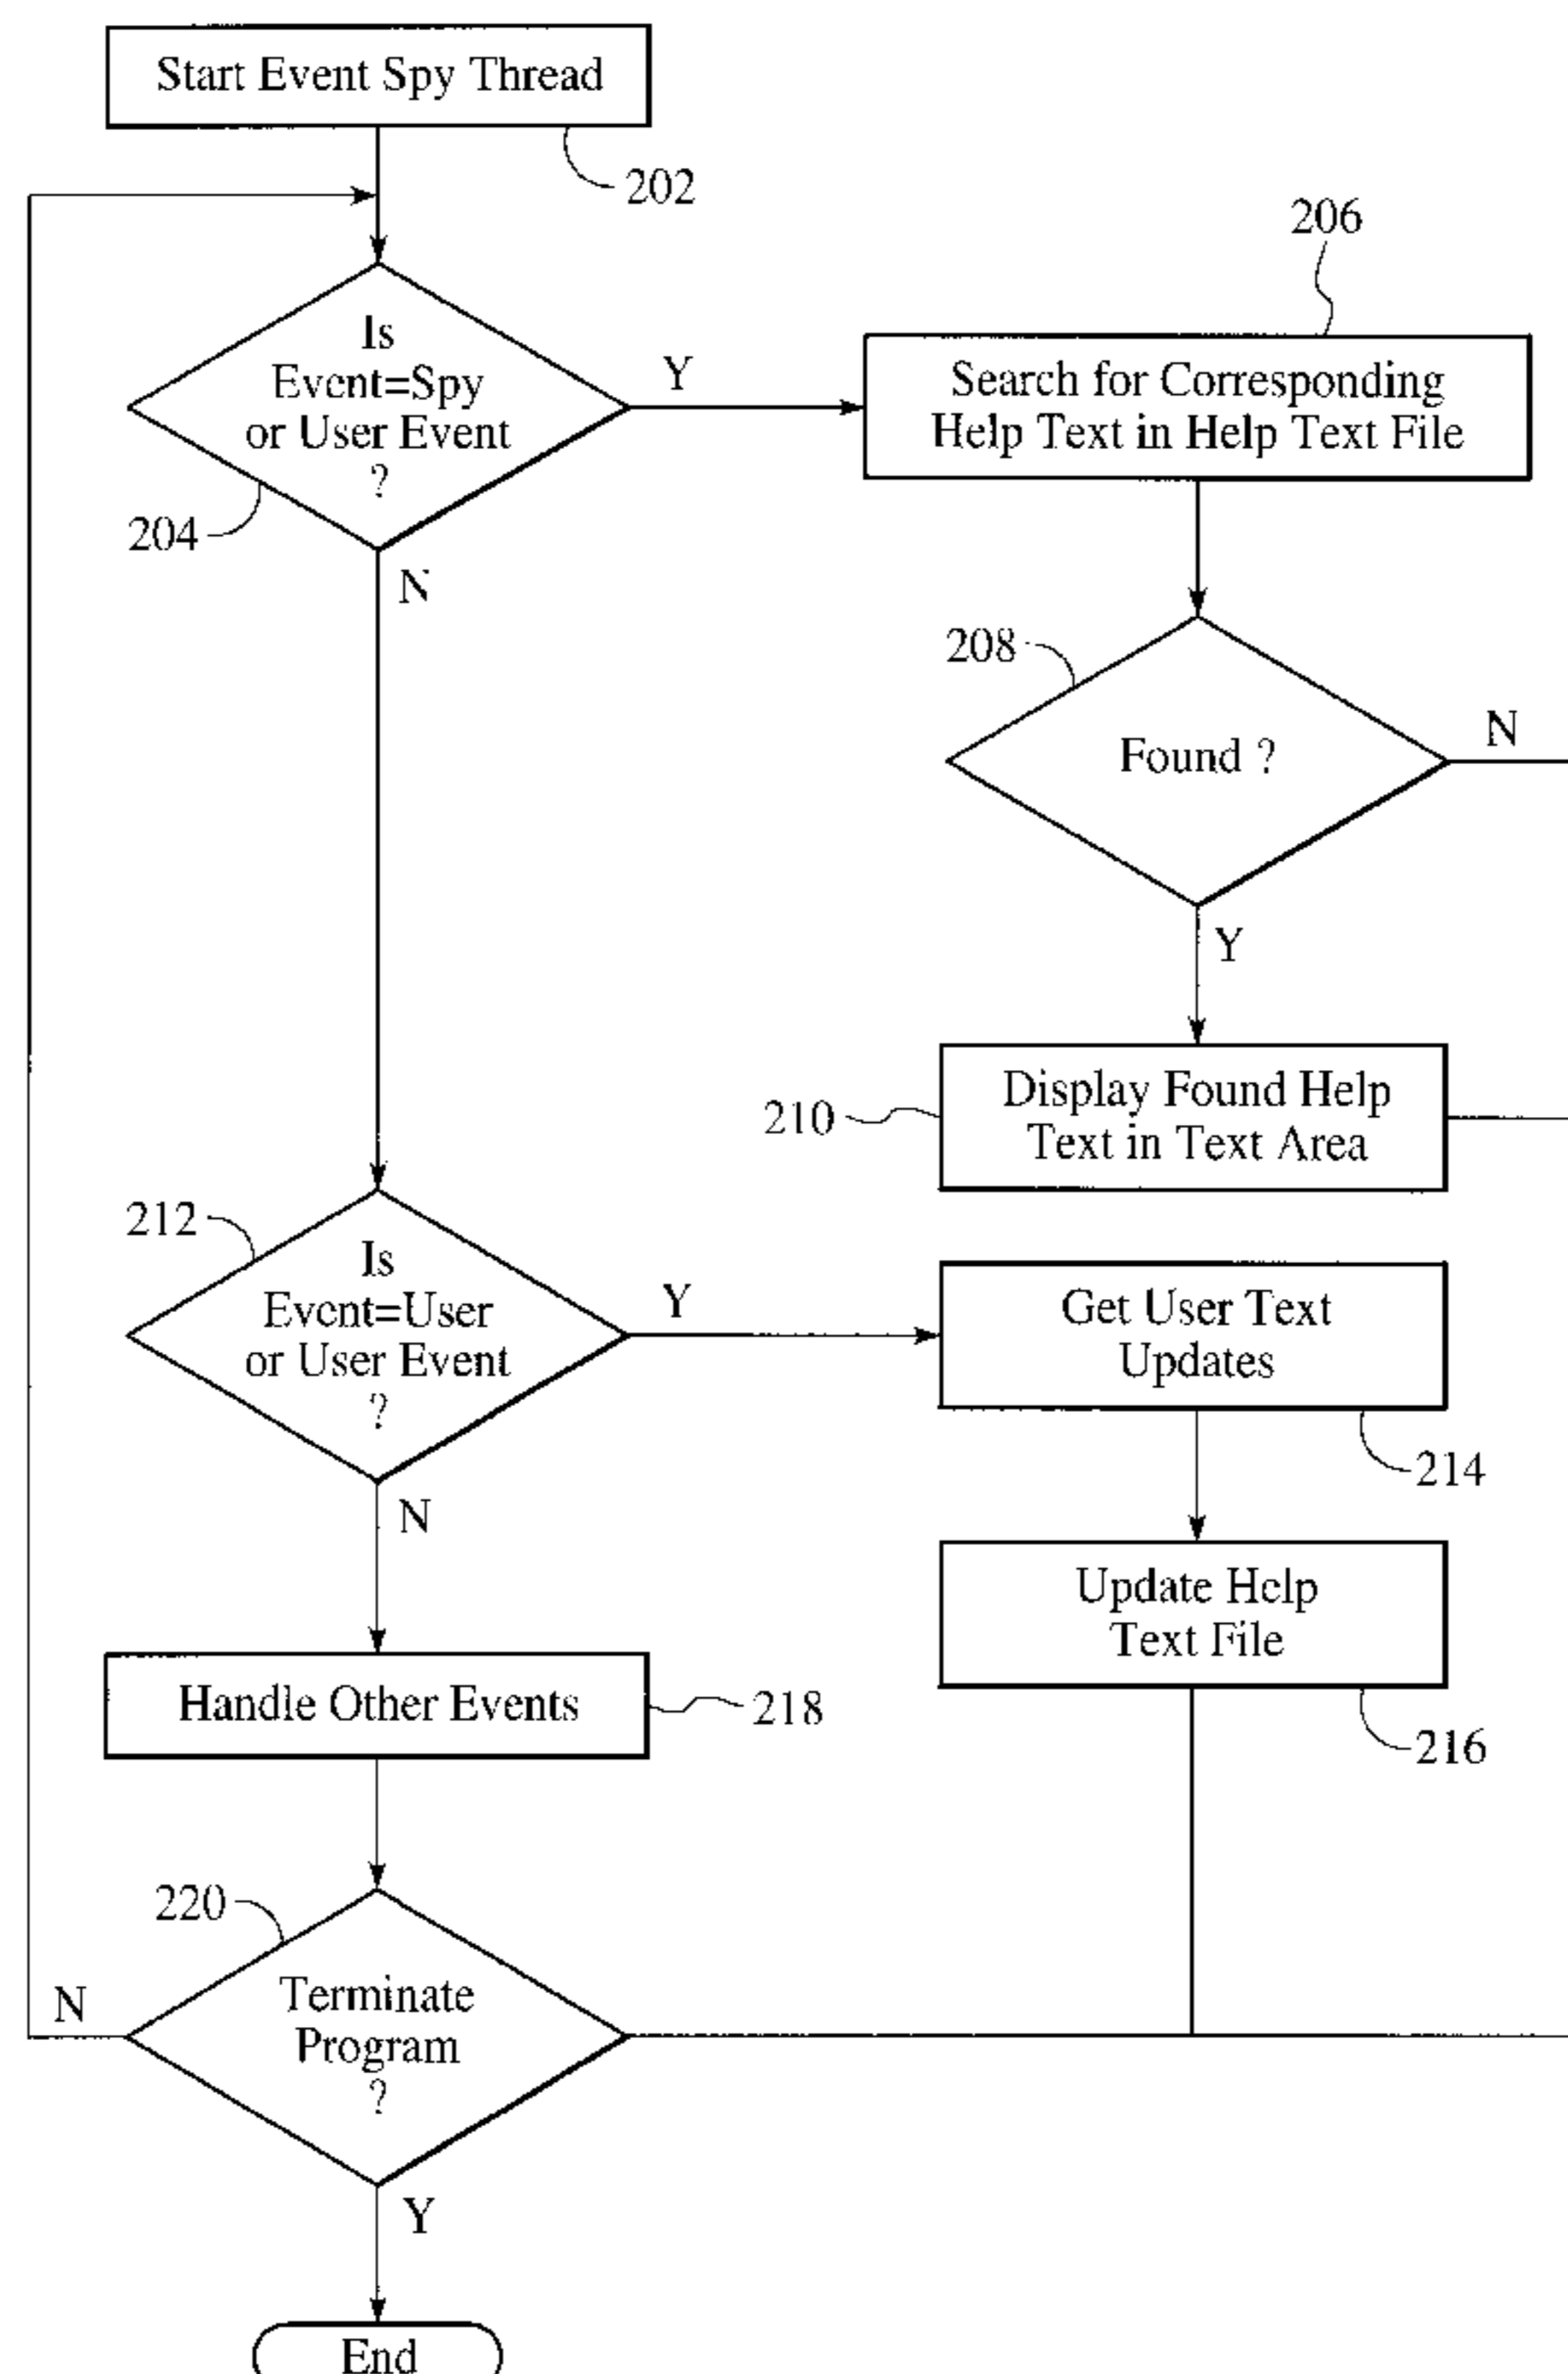 Start Event Spy Thread
202
206
Is
Event=Spy
or User Event
?
Y
Search for Corresponding
Help Text in Help Text File
204
N
208
Found ?
N
Y
210
Display Found Help
Text in Text Area
212
Is
Event=User
or User Event
?
Y
Get User Text
Updates
214
N
Update Help
Text File
216
Handle Other Events
218
220
Terminate
Program
?
N
Y
End